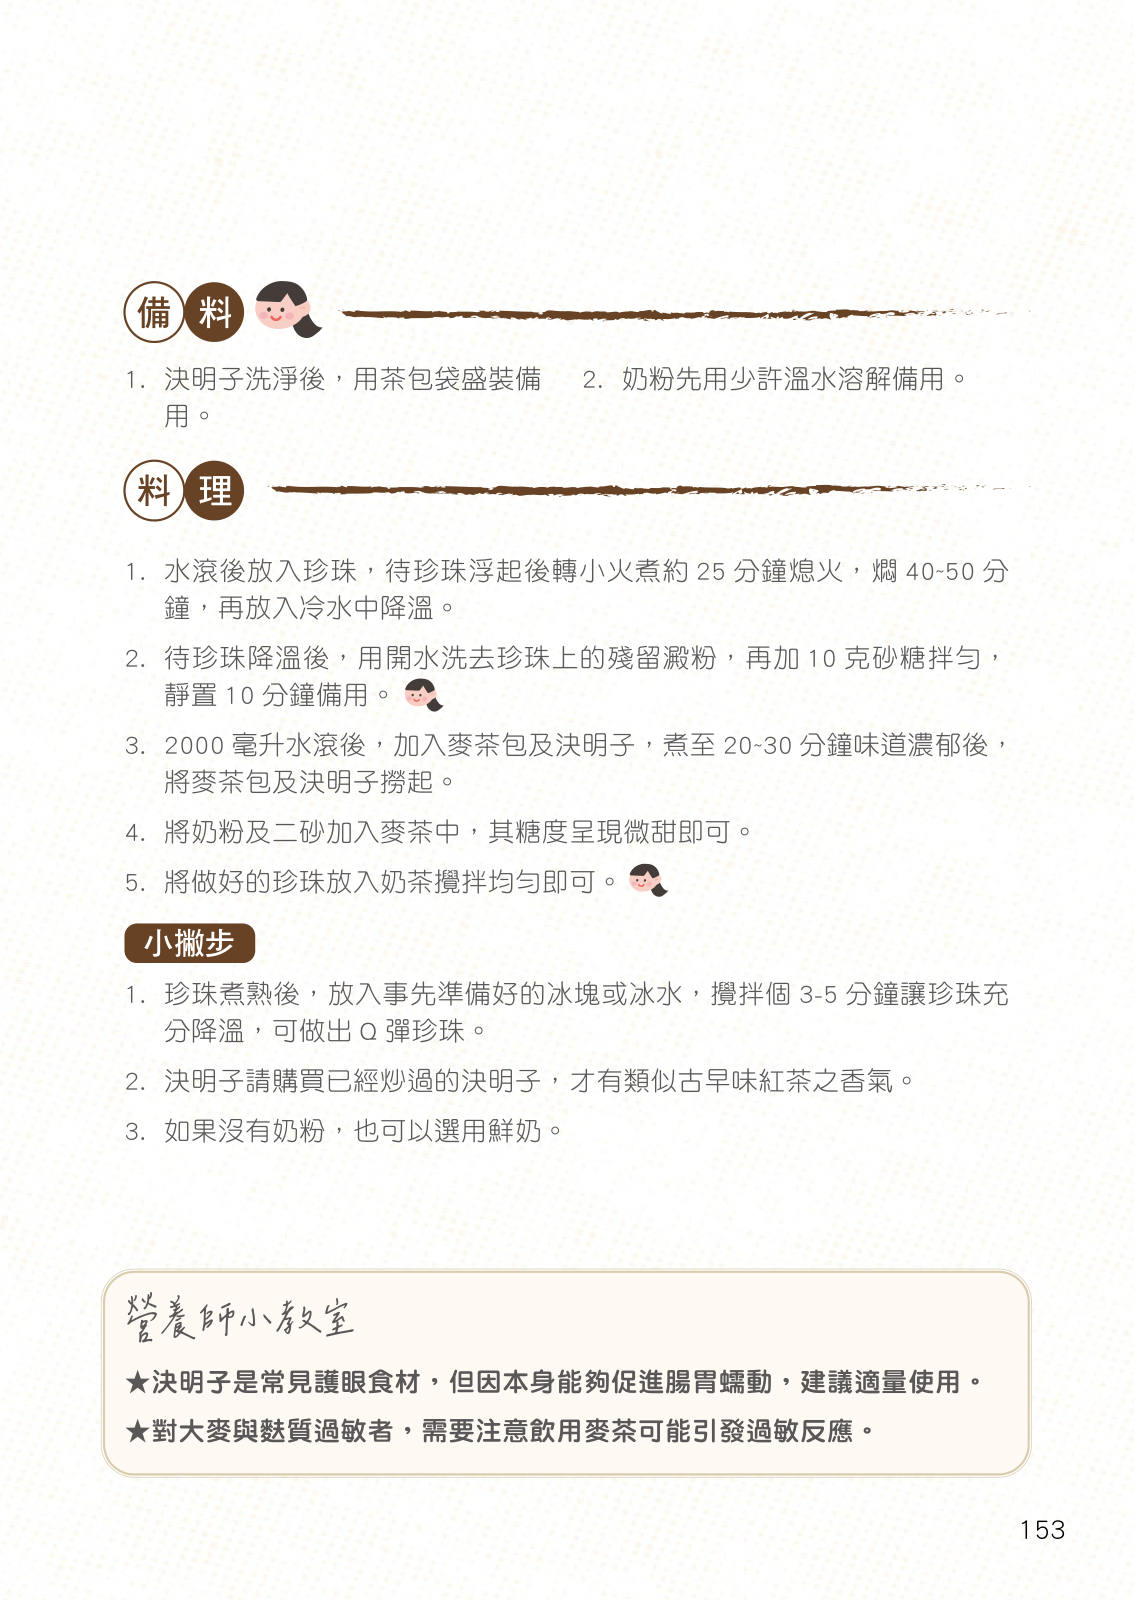 備料
1. 決明子洗淨後，用茶包袋盛裝備
用。
2. 奶粉先用少許溫水溶解備用。
料理
1. 水滾後放入珍珠，待珍珠浮起後轉小火煮約 25 分鐘熄火，燜 40~50 分
鐘，再放入冷水中降溫。
2. 待珍珠降溫後，用開水洗去珍珠上的殘留澱粉，再加 10 克砂糖拌勻，
靜置 10 分鐘備用。
3. 2000 毫升水滾後，加入麥茶包及決明子，煮至 20~30 分鐘味道濃郁後，
將麥茶包及決明子撈起。
4. 將奶粉及二砂加入麥茶中，其糖度呈現微甜即可。
5. 將做好的珍珠放入奶茶攪拌均勻即可。
小撇步
1. 珍珠煮熟後，放入事先準備好的冰塊或冰水，攪拌個 3-5 分鐘讓珍珠充
分降溫，可做出 Q 彈珍珠。
2. 決明子請購買已經炒過的決明子，才有類似古早味紅茶之香氣。
3. 如果沒有奶粉，也可以選用鮮奶。
營養師小教室
★決明子是常見護眼食材，但因本身能夠促進腸胃蠕動，建議適量使用。
★對大麥與麩質過敏者，需要注意飲用麥茶可能引發過敏反應。
153